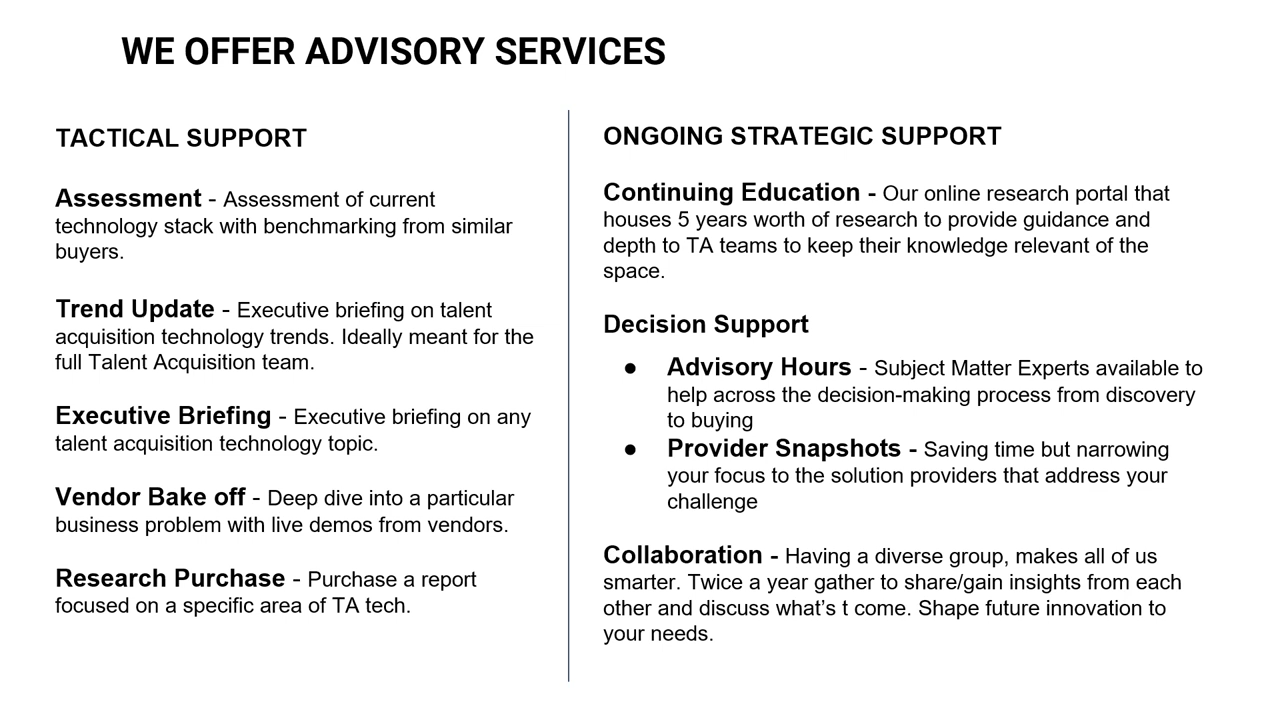 WE OFFER ADVISORY SERVICES
TACTICAL SUPPORT
Assessment - Assessment of current
technology stack with benchmarking from similar
buyers.
Trend Update - Executive briefing on talent
acquisition technology trends. Ideally meant for the
full Talent Acquisition team.
Executive Briefing - Executive briefing on any
talent acquisition technology topic.
Vendor Bake off - Deep dive into a particular
business problem with live demos from vendors.
Research Purchase - Purchase a report
focused on a specific area of TA tech.
ONGOING STRATEGIC SUPPORT
Continuing Education - Our online research portal that
houses 5 years worth of research to provide guidance and
depth to TA teams to keep their knowledge relevant of the
space.
Decision Support
● Advisory Hours - Subject Matter Experts available to
help across the decision-making process from discovery
to buying
● Provider Snapshots - Saving time but narrowing
your focus to the solution providers that address your
challenge
Collaboration - Having a diverse group, makes all of us
smarter. Twice a year gather to share/gain insights from each
other and discuss what’s t come. Shape future innovation to
your needs.